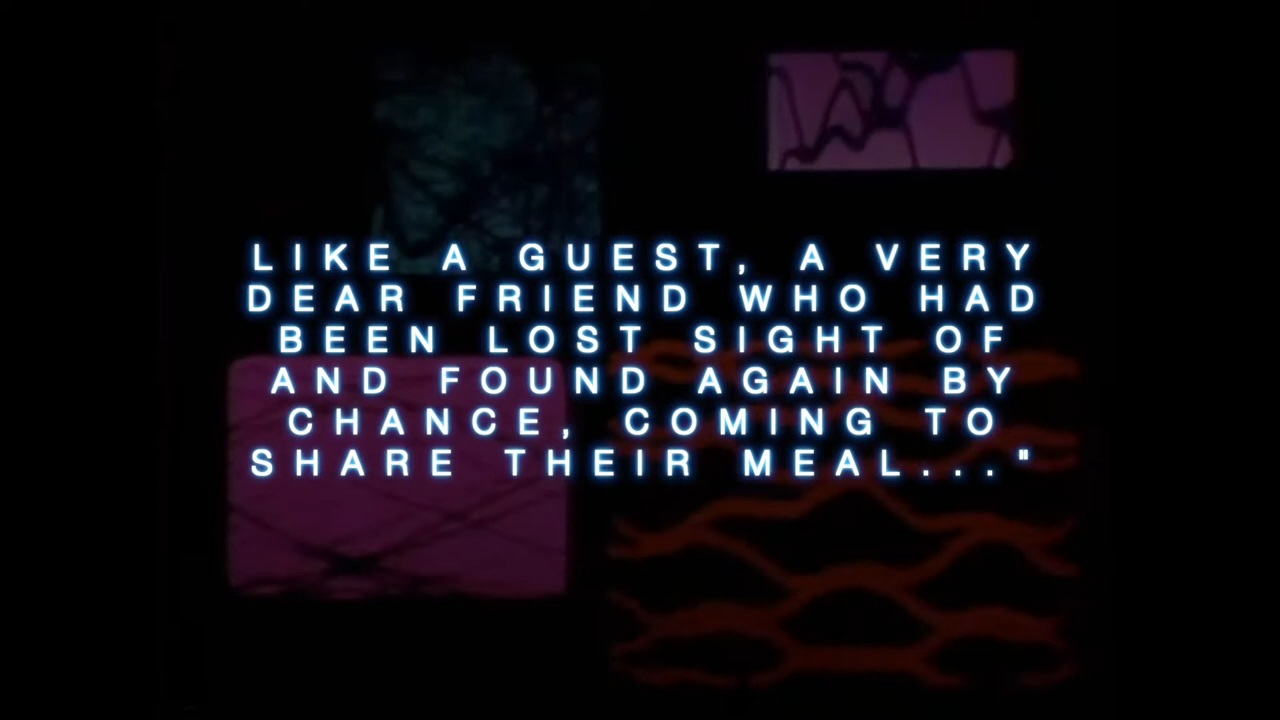 LIKE A GUEST, A VERY
DEAR FRIEND WHO HAD
BEEN LOST SIGHT OF
AND FOUND AGAIN BY
CHANCE, COMING TO
SHARE THEIR MEAL..."